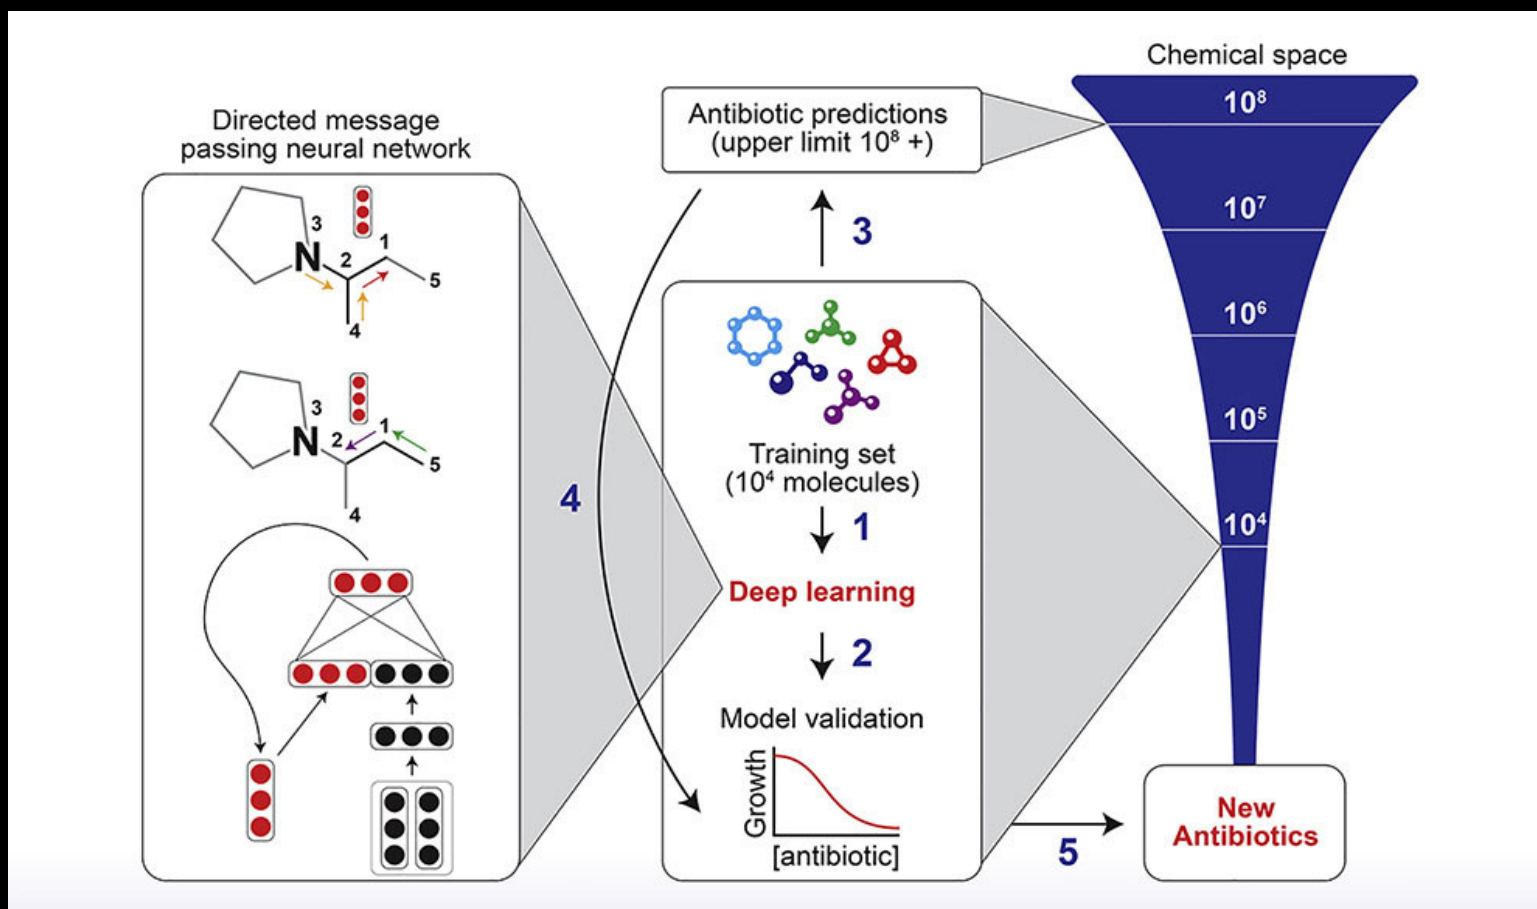 Directed message
passing neural network
3
N
2
1
5
4
3
N
2
1
5
4
Antibiotic predictions
(upper limit 10⁸ +)
3
4
Training set
(10⁴ molecules)
1
Deep learning
2
Model validation
Growth
[antibiotic]
5
Chemical space
10⁸
10⁷
10⁶
10⁵
10⁴
New
Antibiotics